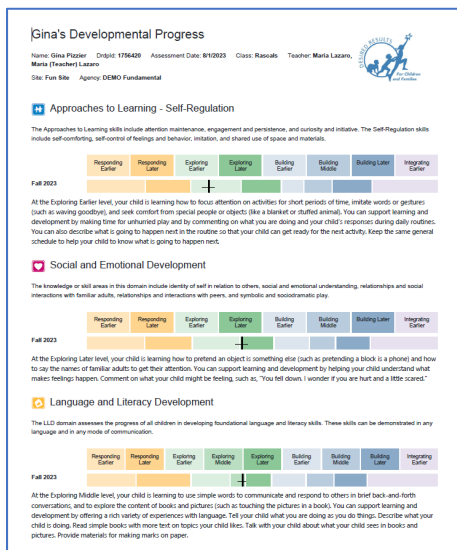 Gina's Developmental Progress
Name: Gina Pizzier Drdpid: 1756420 Assessment Date: 8/1/2023 Class: Rascals Teacher: Maria Lazaro,
Maria (Teacher) Lazaro
Site: Fun Site Agency: DEMO Fundamental
DESIRED RESULTS
For Children
and Families
Approaches to Learning - Self-Regulation
The Approaches to Learning skills include attention maintenance, engagement and persistence, and curiosity and initiative. The Self-Regulation skills
include self-comforting, self-control of feelings and behavior, imitation, and shared use of space and materials.
Responding Earlier Responding Later Exploring Earlier Exploring Later Building Earlier Building Middle Building Later Integrating Earlier
Fall 2023
At the Exploring Earlier level, your child is learning how to focus attention on activities for short periods of time, imitate words or gestures
(such as waving goodbye), and seek comfort from special people or objects (like a blanket or stuffed animal). You can support learning and
development by making time for unhurried play and by commenting on what you are doing and your child's responses during daily routines.
You can also describe what is going to happen next in the routine so that your child can get ready for the next activity. Keep the same general
schedule to help your child to know what is going to happen next.
Social and Emotional Development
The knowledge or skill areas in this domain include identity of self in relation to others, social and emotional understanding, relationships and social
interactions with familiar adults, relationships and interactions with peers, and symbolic and sociodramatic play.
Responding Earlier Responding Later Exploring Earlier Exploring Later Building Earlier Building Middle Building Later Integrating Earlier
Fall 2023
At the Exploring Later level, your child is learning how to pretend an object is something else (such as pretending a block is a phone) and how
to say the names of familiar adults to get their attention. You can support learning and development by helping your child understand what
makes feelings happen. Comment on what your child might be feeling, such as, "You fell down. I wonder if you are hurt and a little scared."
Language and Literacy Development
The LLD domain assesses the progress of all children in developing foundational language and literacy skills. These skills can be demonstrated in any
language and in any mode of communication.
Responding Earlier Responding Later Exploring Earlier Exploring Middle Exploring Later Building Earlier Building Middle Building Later Integrating Earlier
Fall 2023
At the Exploring Middle level, your child is learning to use simple words to communicate and respond to others in brief back-and-forth
conversations, and to explore the content of books and pictures (such as touching the pictures in a book). You can support learning and
development by offering a rich variety of experiences with language. Tell your child what you are doing as you do things. Describe what your
child is doing. Read simple books with more text on topics your child likes. Talk with your child about what your child sees in books and
pictures. Provide materials for making marks on paper.